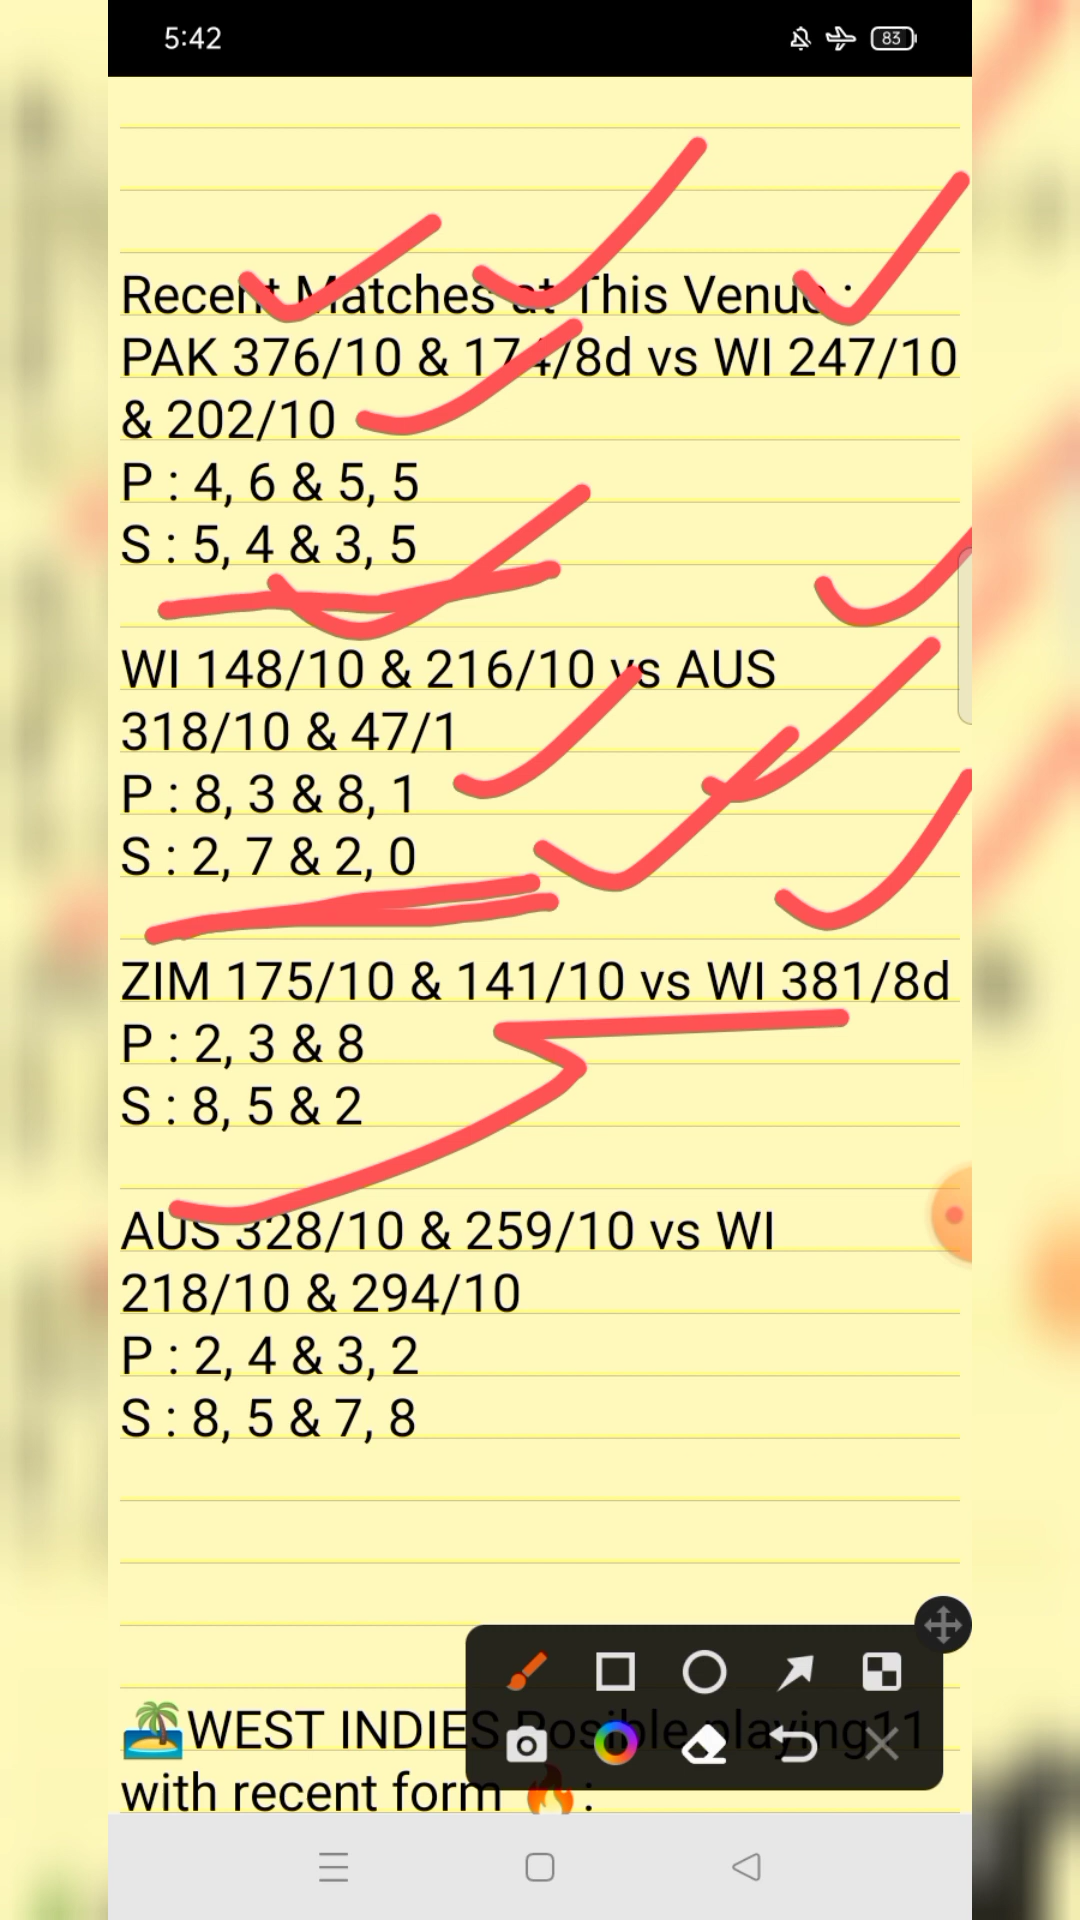 5:42
83
Recent Matches at This Venue :
PAK 376/10 & 174/8d vs WI 247/10
& 202/10
P : 4, 6 & 5, 5
S : 5, 4 & 3, 5
WI 148/10 & 216/10 vs AUS
318/10 & 47/1
P : 8, 3 & 8, 1
S : 2, 7 & 2, 0
ZIM 175/10 & 141/10 vs WI 381/8d
P : 2, 3 & 8
S : 8, 5 & 2
AUS 328/10 & 259/10 vs WI
218/10 & 294/10
P : 2, 4 & 3, 2
S : 8, 5 & 7, 8
🏝️WEST INDIES Posible playing11
with recent form 🔥: